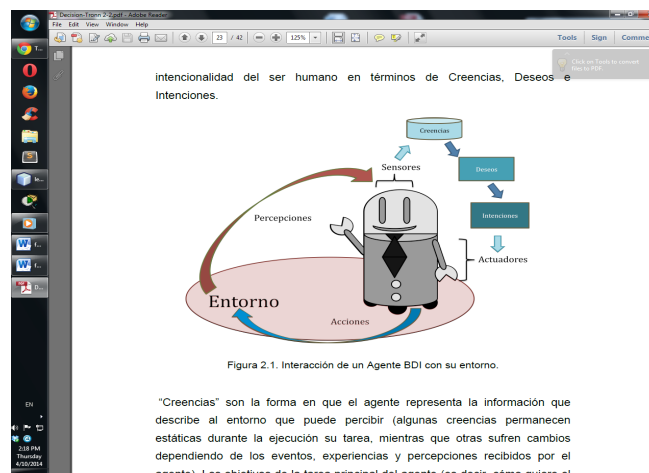 Decision-Tronn 2-2.pdf - Adobe Reader
File Edit View Window Help
23 / 42 125% Tools Sign Comme
Click on Tools to convert
files to PDF.
intencionalidad del ser humano en términos de Creencias, Deseos e
Intenciones.
Creencias
Sensores
Deseos
Percepciones
Intenciones
Actuadores
Entorno
Acciones
Figura 2.1. Interacción de un Agente BDI con su entorno.
“Creencias” son la forma en que el agente representa la información que
describe al entorno que puede percibir (algunas creencias permanecen
estáticas durante la ejecución su tarea, mientras que otras sufren cambios
dependiendo de los eventos, experiencias y percepciones recibidos por el
EN
2:18 PM
Thursday
4/10/2014